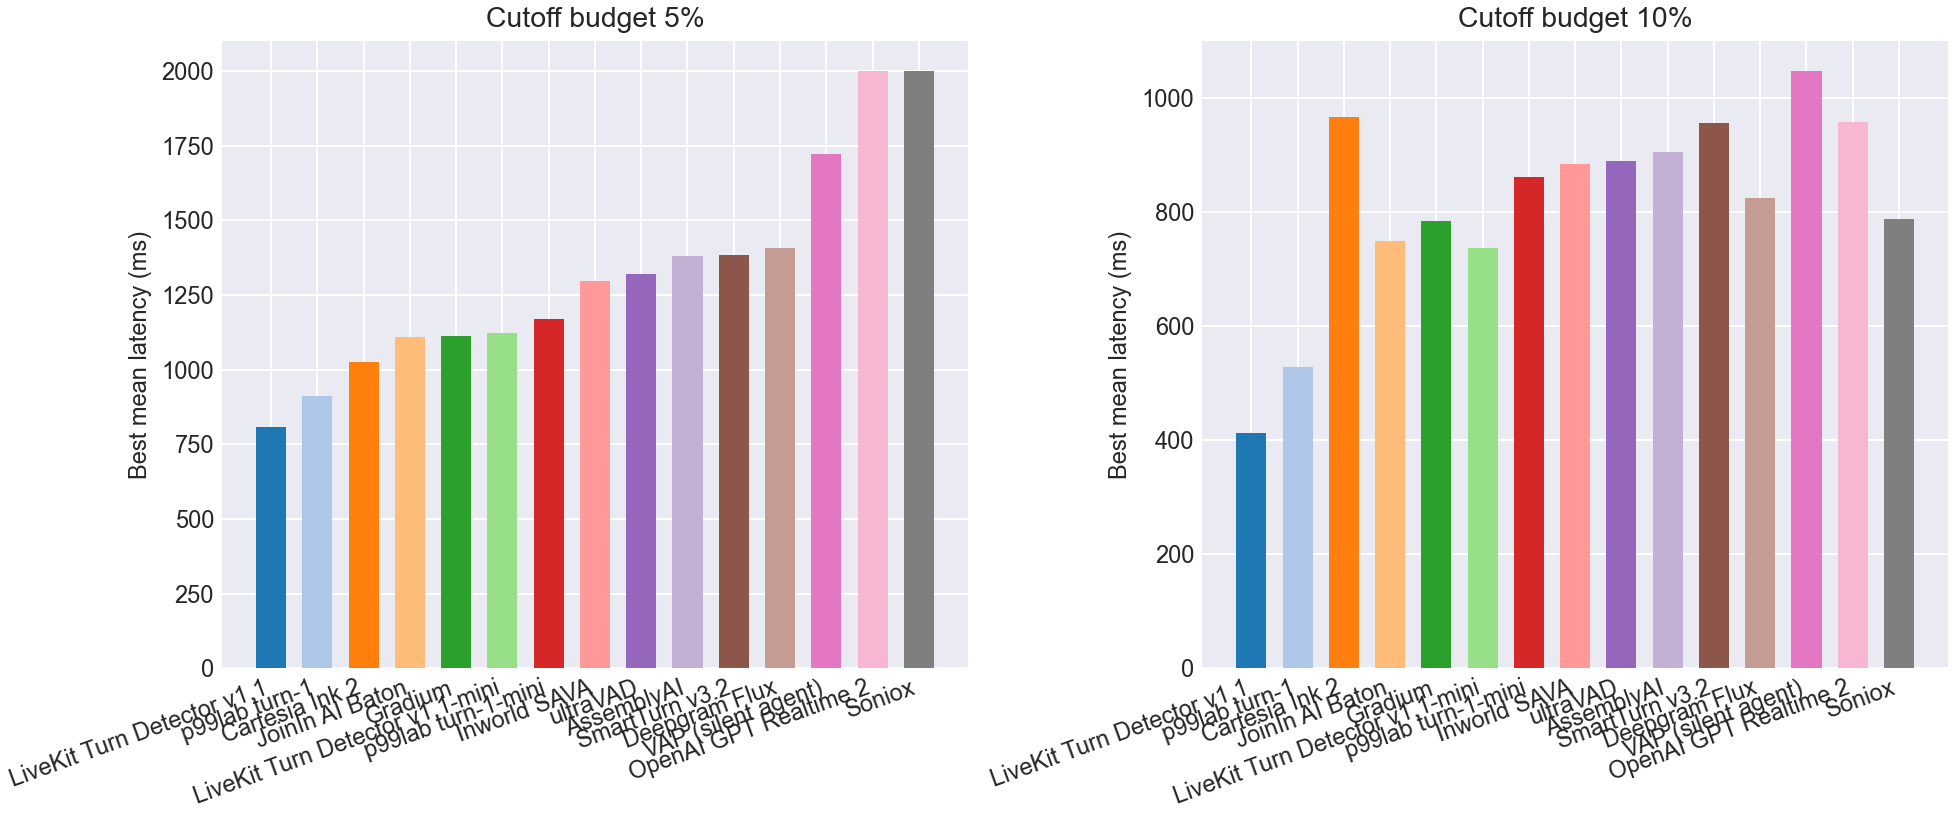 Cutoff budget 5%
Best mean latency (ms)
2000
1750
1500
1250
1000
750
500
250
0
LiveKit Turn Detector v1.1
p99lab turn-1
Cartesia Ink 2
JoinIn AI Baton
Gradium
LiveKit Turn Detector v1.1-mini
p99lab turn-1-mini
Inworld SAVA
ultraVAD
AssemblyAI
SmartTurn v3.2
Deepgram Flux
VAP (silent agent)
OpenAI GPT Realtime 2
Soniox
Cutoff budget 10%
Best mean latency (ms)
1000
800
600
400
200
0
LiveKit Turn Detector v1.1
p99lab turn-1
Cartesia Ink 2
JoinIn AI Baton
Gradium
LiveKit Turn Detector v1.1-mini
p99lab turn-1-mini
Inworld SAVA
ultraVAD
AssemblyAI
SmartTurn v3.2
Deepgram Flux
VAP (silent agent)
OpenAI GPT Realtime 2
Soniox